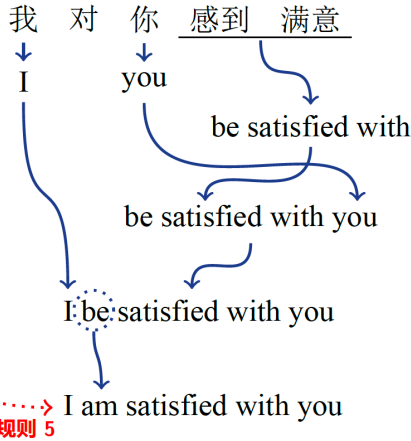 我 对 你 感到 满意
I you
be satisfied with
be satisfied with you
I be satisfied with you
I am satisfied with you
规则 5